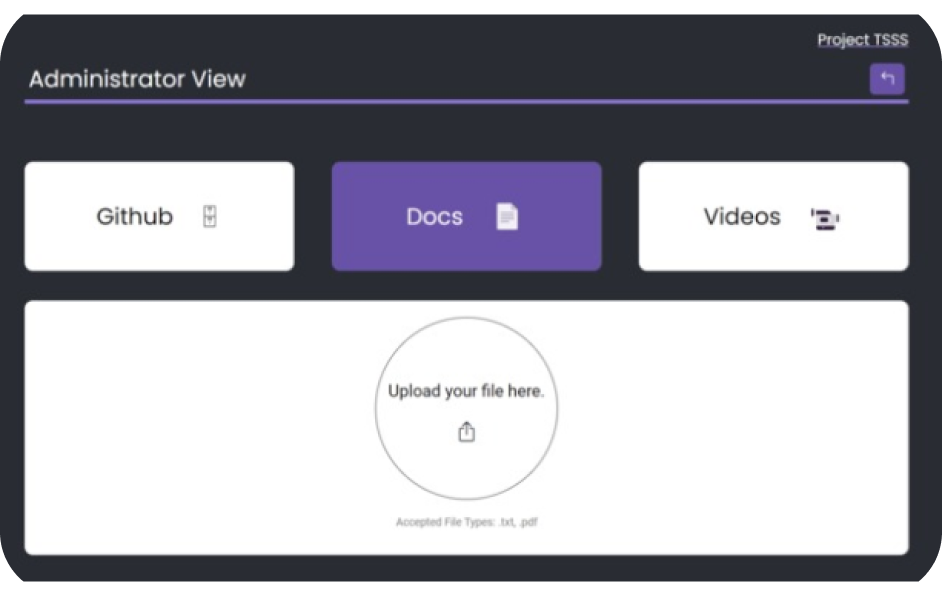 Project TSSS
Administrator View
Github
Docs
Videos
Upload your file here.
Accepted File Types: .txt, .pdf